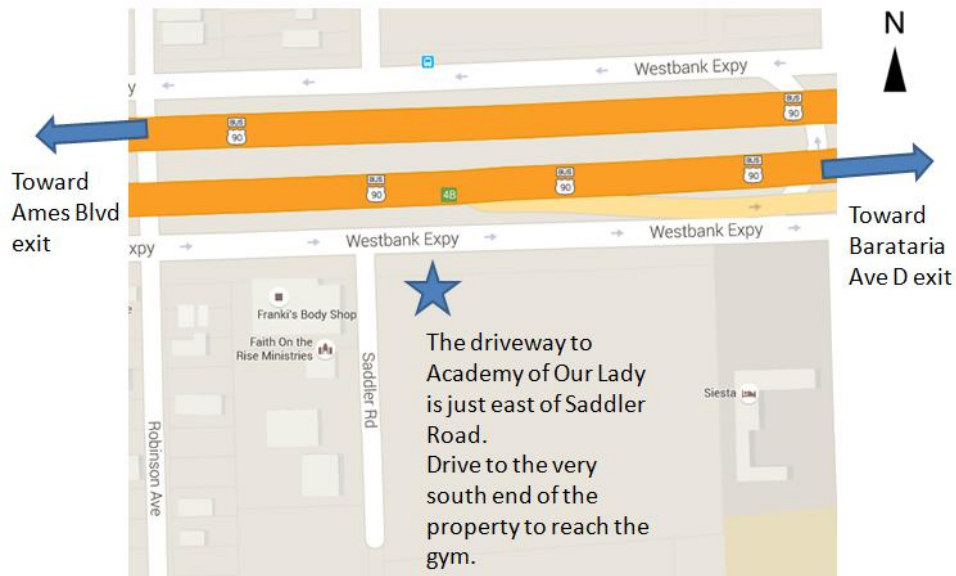 N
Westbank Expy
y
BUS
90
BUS
90
Toward
Ames Blvd
exit
BUS
90
BUS
90
BUS
90
4B
Toward
Barataria
Ave D exit
xpy
Westbank Expy
Westbank Expy
Franki's Body Shop
Faith On the
Rise Ministries
Saddler Rd
Robinson Ave
The driveway to
Academy of Our Lady
is just east of Saddler
Road.
Drive to the very
south end of the
property to reach the
gym.
Siesta